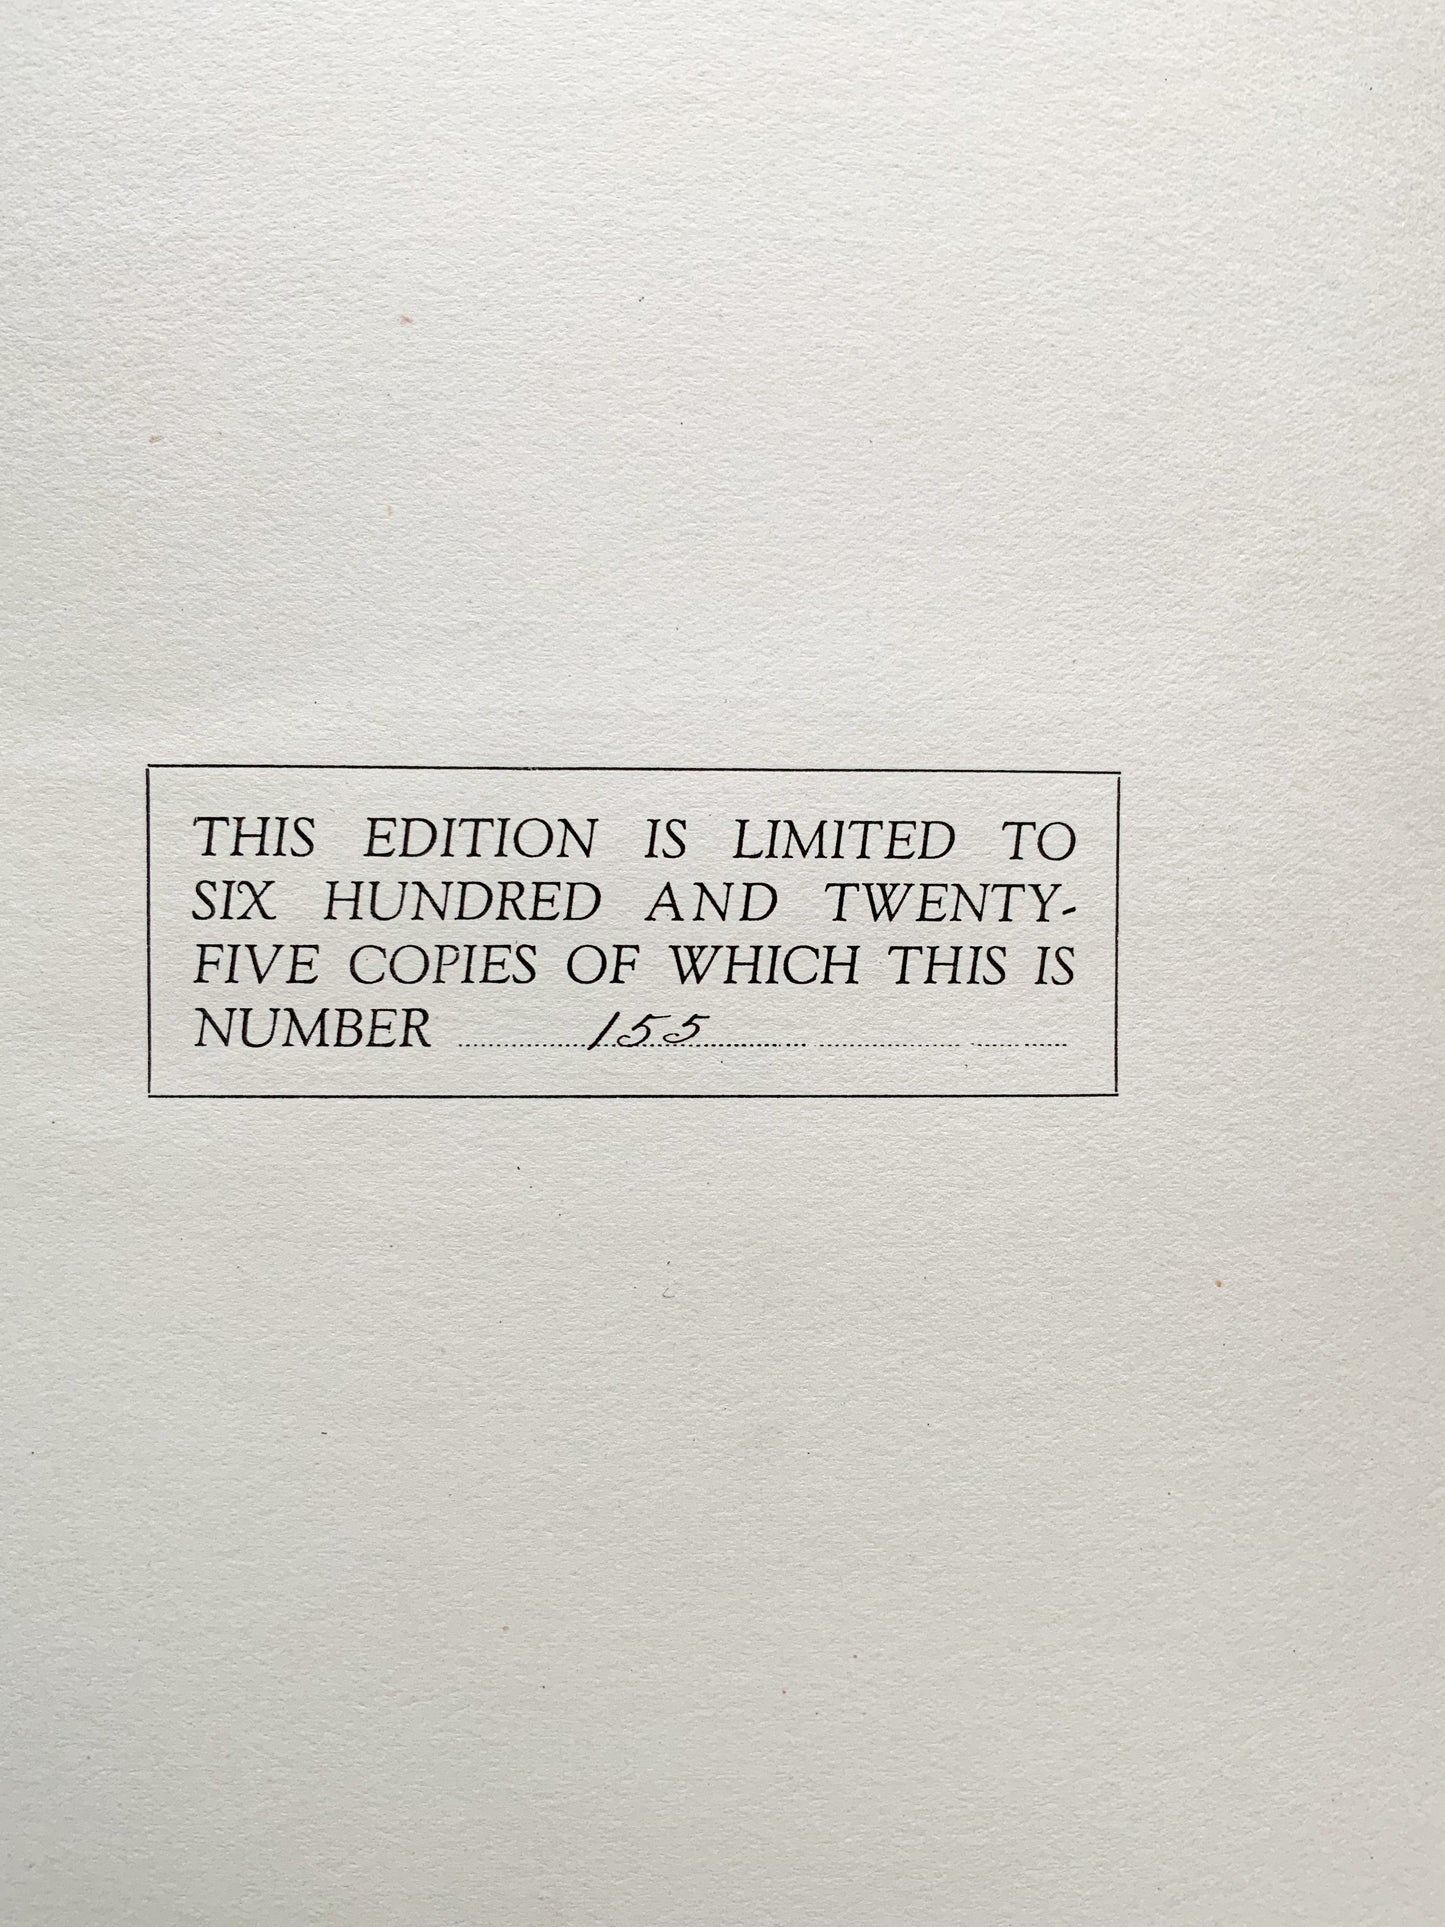 THIS EDITION IS LIMITED TO
SIX HUNDRED AND TWENTY-
FIVE COPIES OF WHICH THIS IS
NUMBER 155